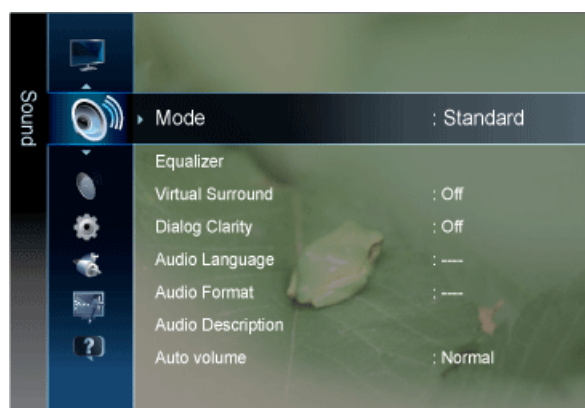 Sound
Mode : Standard
Equalizer
Virtual Surround : Off
Dialog Clarity : Off
Audio Language : ----
Audio Format : ----
Audio Description
Auto volume : Normal